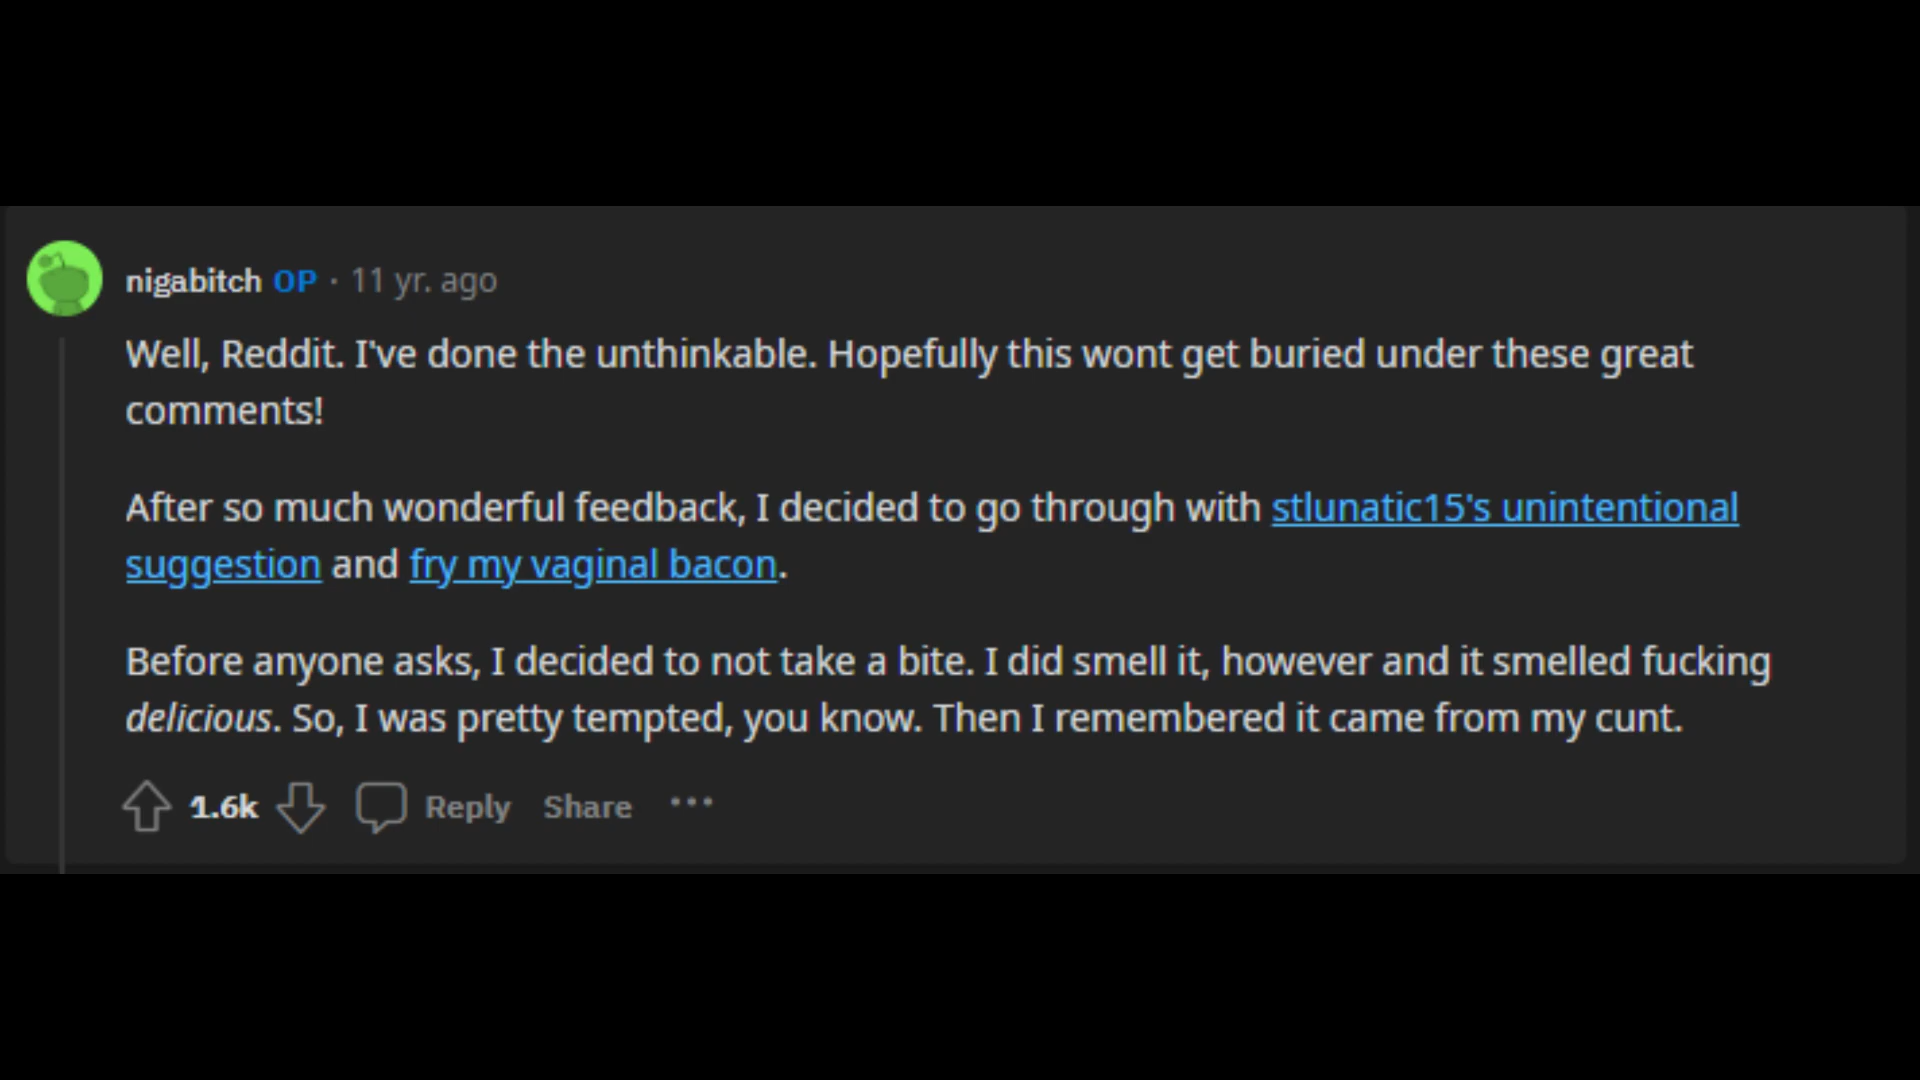 nigabitch OP · 11 yr. ago
Well, Reddit. I've done the unthinkable. Hopefully this wont get buried under these great
comments!
After so much wonderful feedback, I decided to go through with stlunatic15's unintentional
suggestion and fry my vaginal bacon.
Before anyone asks, I decided to not take a bite. I did smell it, however and it smelled fucking
delicious. So, I was pretty tempted, you know. Then I remembered it came from my cunt.
1.6k Reply Share ...